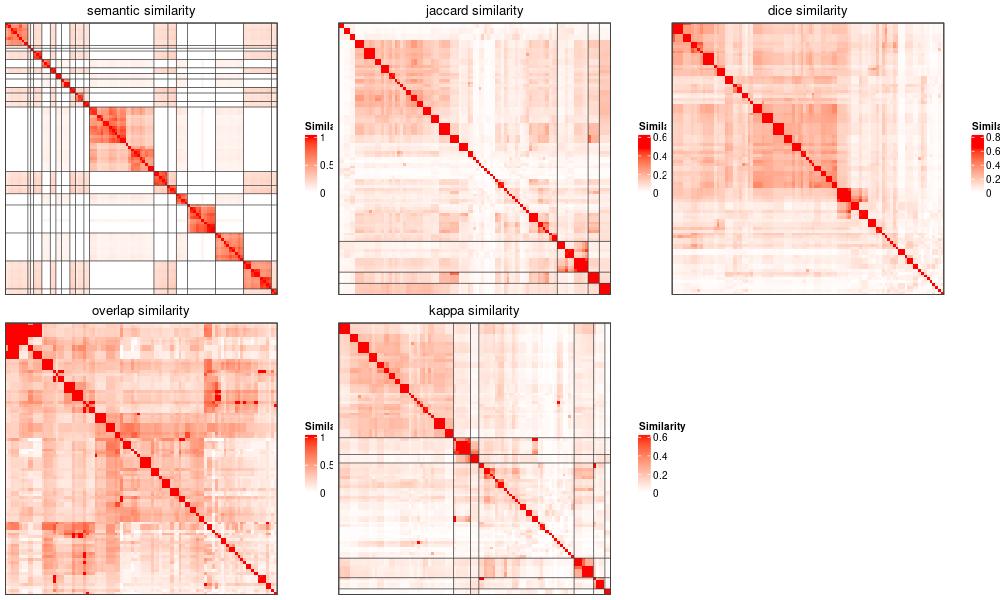 semantic similarity
jaccard similarity
dice similarity
Simila
1
0.5
0
Simila
0.6
0.4
0.2
0
Simila
0.8
0.6
0.4
0.2
0
overlap similarity
kappa similarity
Simila
1
0.5
0
Similarity
0.6
0.4
0.2
0